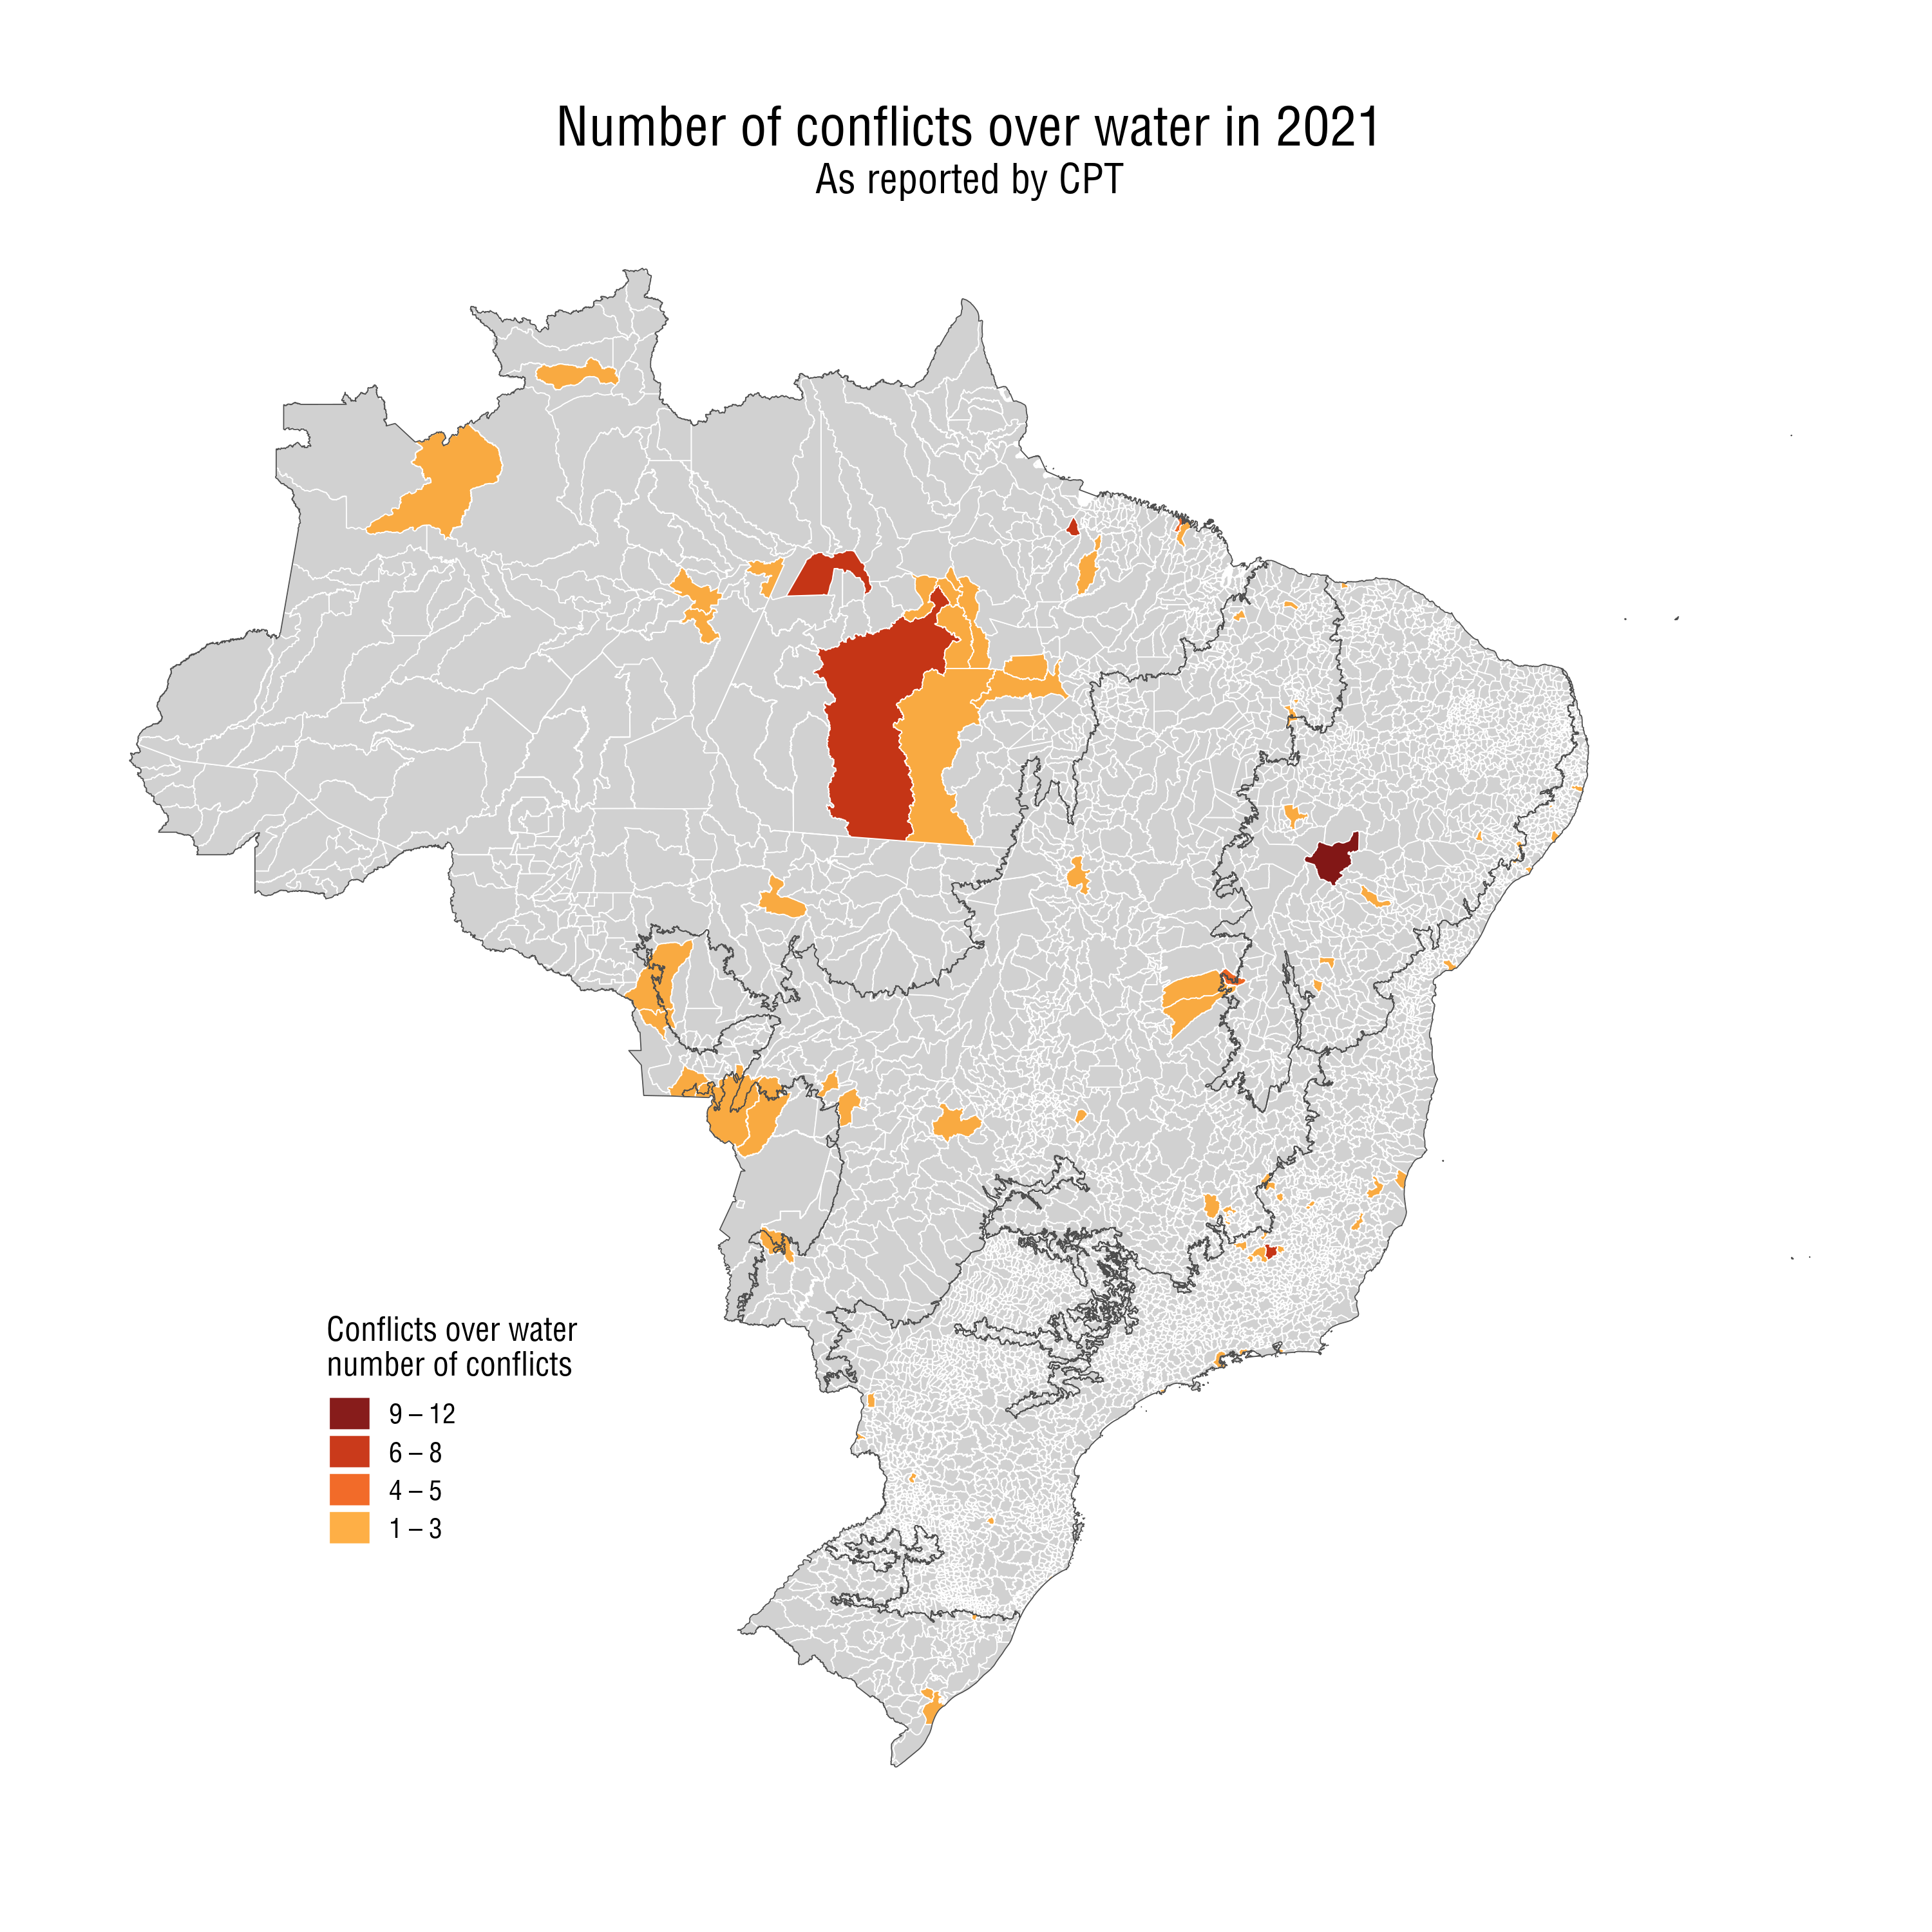 Number of conflicts over water in 2021
As reported by CPT
Conflicts over water
number of conflicts
9 – 12
6 – 8
4 – 5
1 – 3